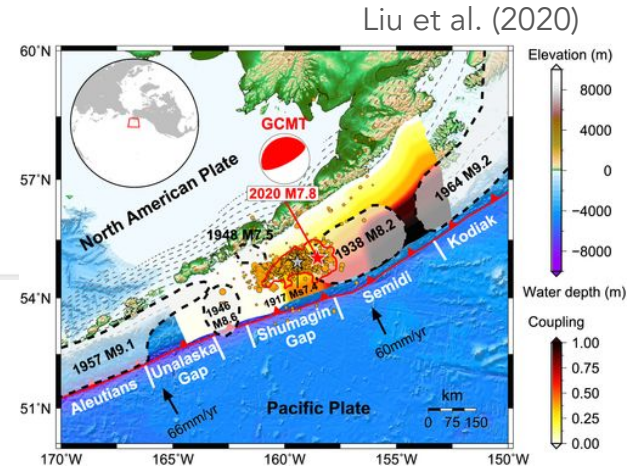 Liu et al. (2020)
60°N
57°N
54°N
51°N
170°W
165°W
160°W
155°W
150°W
North American Plate
GCMT
2020 M7.8
1948 M7.5
1938 M8.2
1964 M9.2
1946
M8.6
1917 Ms7.4
1957 M9.1
Kodiak
Semidi
Shumagin
Gap
Unalaska
Gap
Aleutians
60mm/yr
66mm/yr
Pacific Plate
km
0 75 150
Elevation (m)
8000
4000
0
−4000
−8000
Water depth (m)
Coupling
1.00
0.75
0.50
0.25
0.00